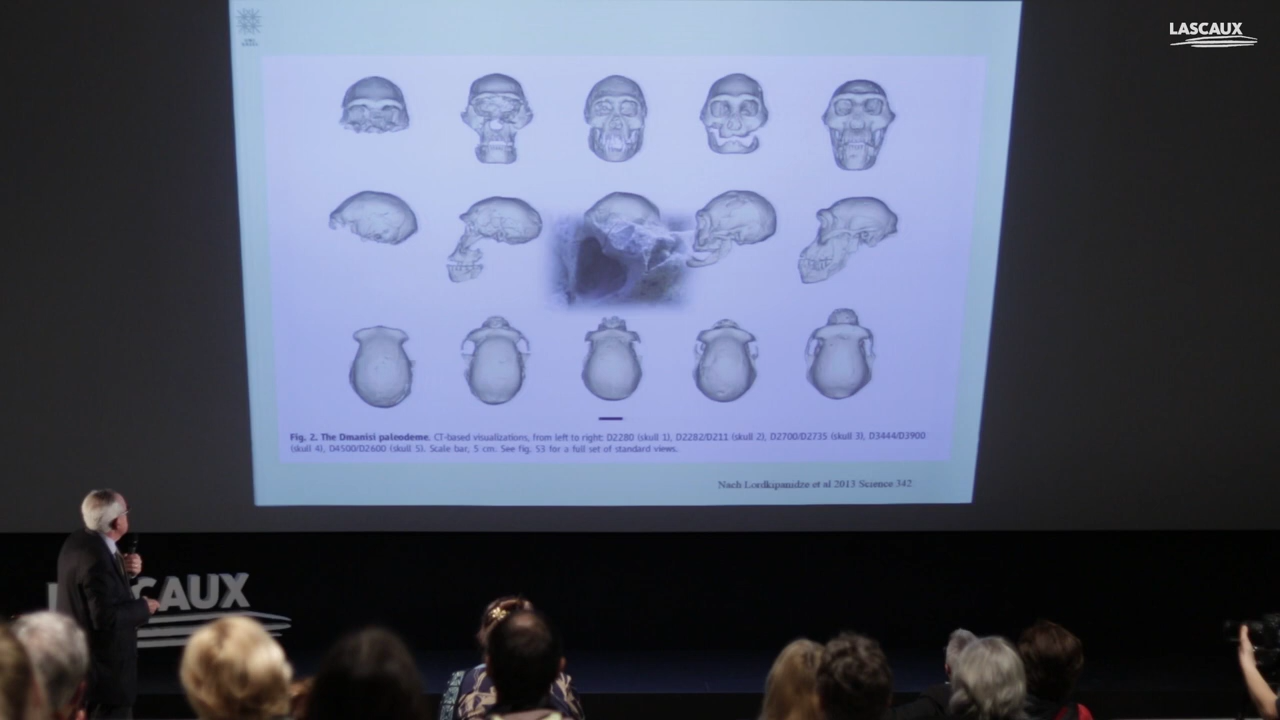 LASCAUX
Fig. 2. The Dmanisi paleodeme. CT-based visualizations, from left to right: D2280 (skull 1), D2282/D211 (skull 2), D2700/D2735 (skull 3), D3444/D3900
(skull 4), D4500/D2600 (skull 5). Scale bar, 5 cm. See fig. S3 for a full set of standard views.
Nach Lordkipanidze et al 2013 Science 342
CAUX